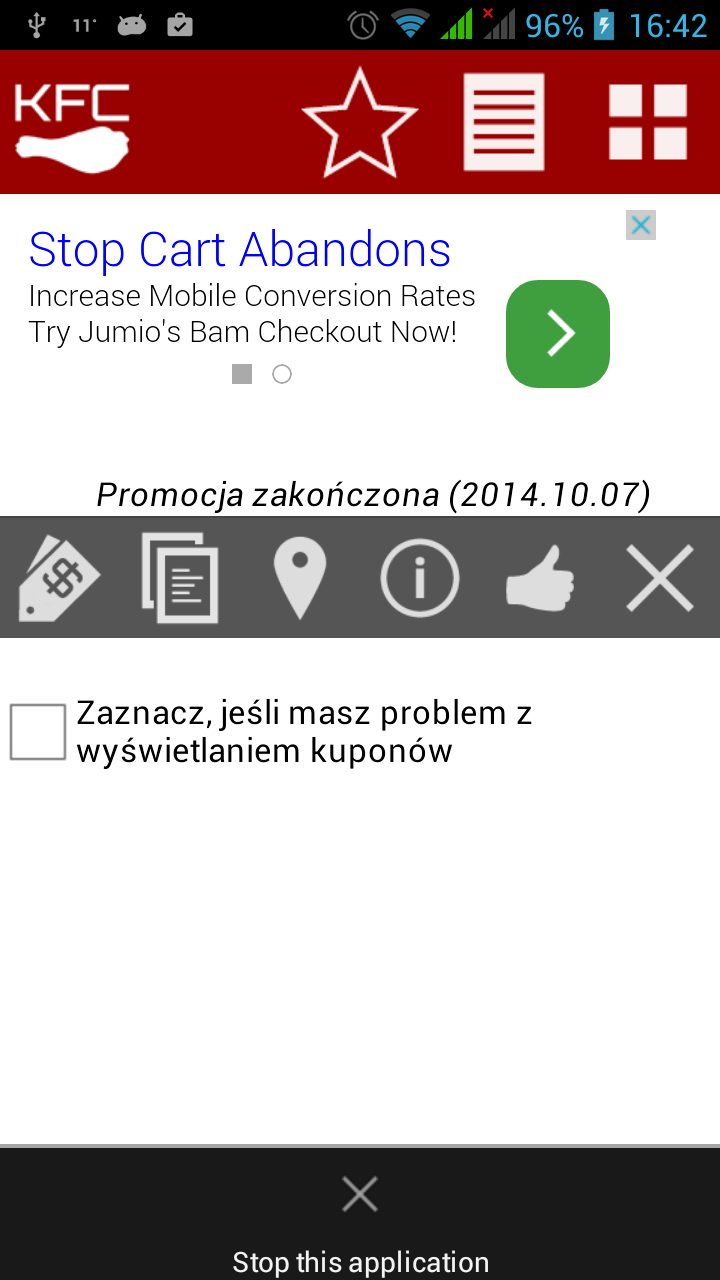 11°
96%
16:42
KFC
Stop Cart Abandons
Increase Mobile Conversion Rates
Try Jumio's Bam Checkout Now!
Promocja zakończona (2014.10.07)
Zaznacz, jeśli masz problem z
wyświetlaniem kuponów
Stop this application